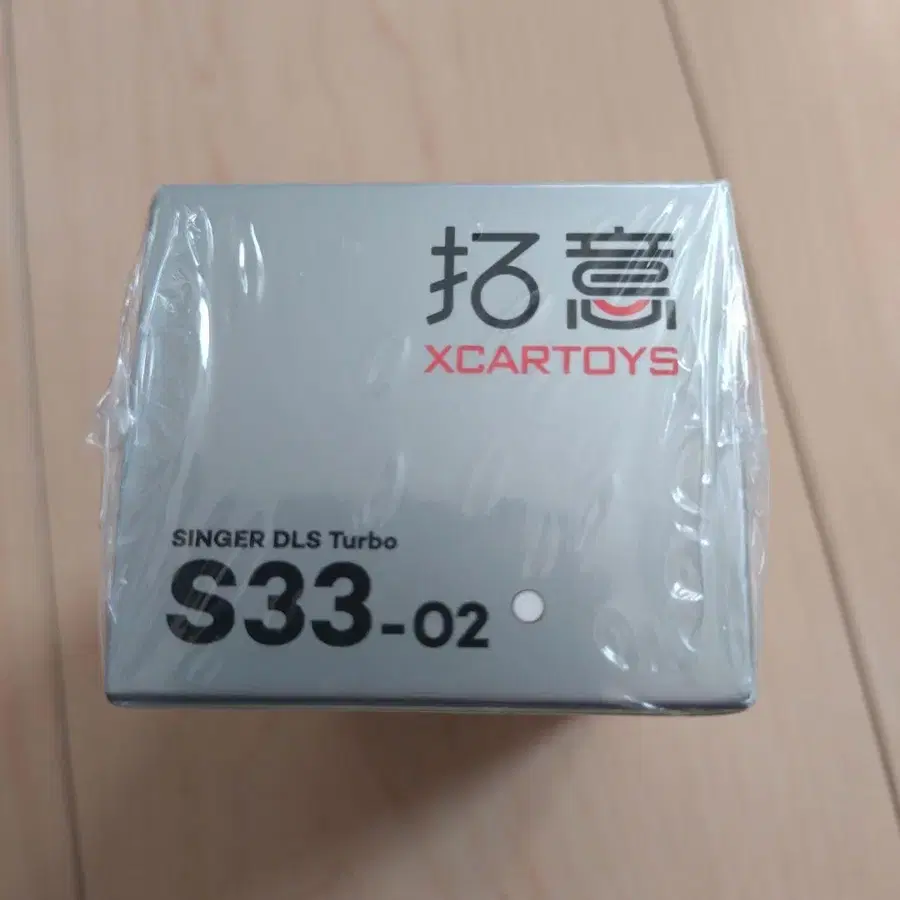 拓意
XCARTOYS
SINGER DLS Turbo
S33-02